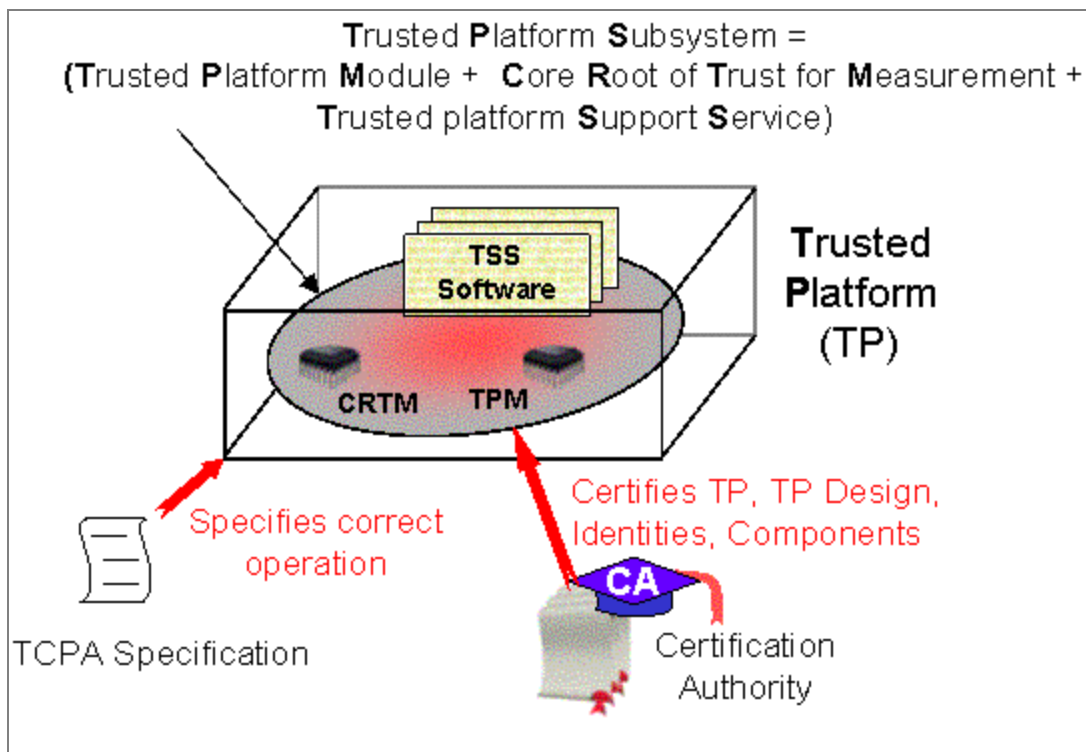 Trusted Platform Subsystem =
(Trusted Platform Module + Core Root of Trust for Measurement +
Trusted platform Support Service)
TSS
Software
Trusted
Platform
(TP)
CRTM
TPM
Specifies correct
operation
Certifies TP, TP Design,
Identities, Components
CA
TCPA Specification
Certification
Authority